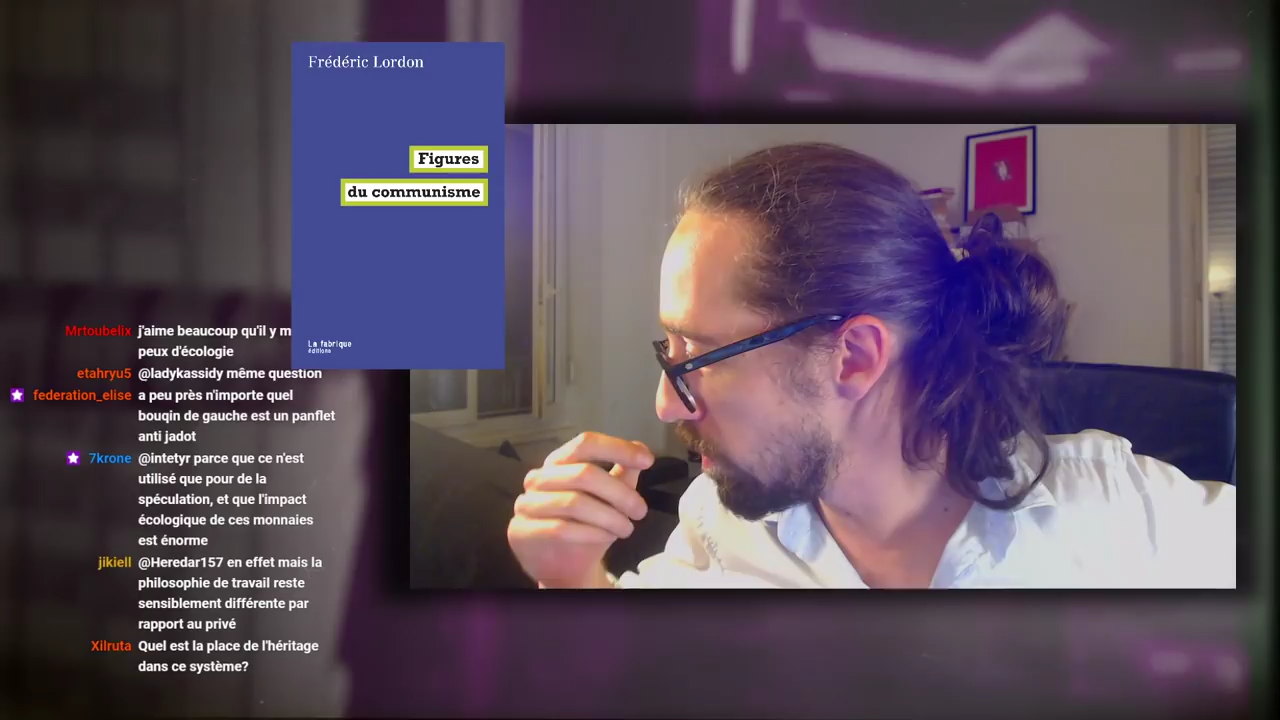 Frédéric Lordon
Figures
du communisme
La fabrique
éditions
Mrtoubelix j'aime beaucoup qu'il y m
peux d'écologie
etahryu5 @ladykassidy même question
federation_elise a peu près n'importe quel
bouqin de gauche est un panflet
anti jadot
7krone @intetyr parce que ce n'est
utilisé que pour de la
spéculation, et que l'impact
écologique de ces monnaies
est énorme
jikiell @Heredar157 en effet mais la
philosophie de travail reste
sensiblement différente par
rapport au privé
Xilruta Quel est la place de l'héritage
dans ce système?